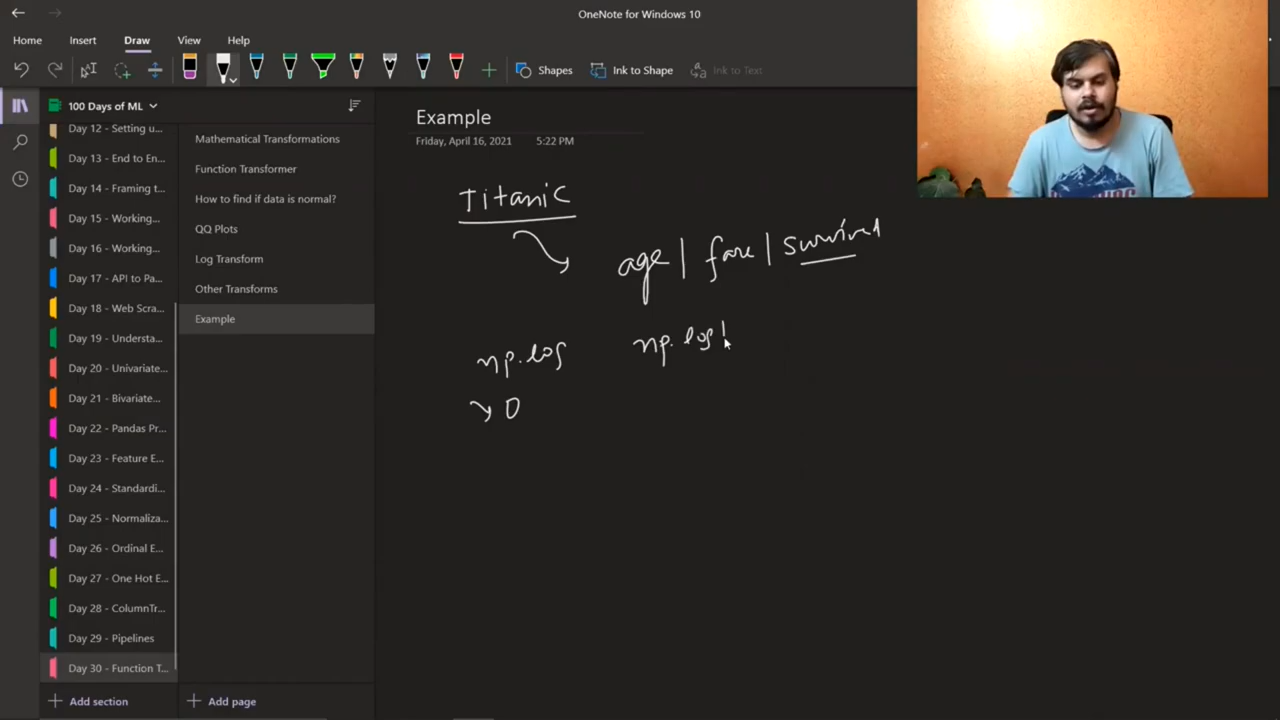 OneNote for Windows 10
Home Insert Draw View Help
Shapes Ink to Shape Ink to Text
100 Days of ML
Day 12 - Setting u...
Day 13 - End to En...
Day 14 - Framing t...
Day 15 - Working...
Day 16 - Working...
Day 17 - API to Pa...
Day 18 - Web Scra...
Day 19 - Understa...
Day 20 - Univariate...
Day 21 - Bivariate...
Day 22 - Pandas Pr...
Day 23 - Feature E...
Day 24 - Standardi...
Day 25 - Normaliza...
Day 26 - Ordinal E...
Day 27 - One Hot E...
Day 28 - ColumnTr...
Day 29 - Pipelines
Day 30 - Function T...
Add section
Mathematical Transformations
Function Transformer
How to find if data is normal?
QQ Plots
Log Transform
Other Transforms
Example
Add page
Example
Friday, April 16, 2021 5:22 PM
Titanic
age | fare | survived
np.log np.log1
0